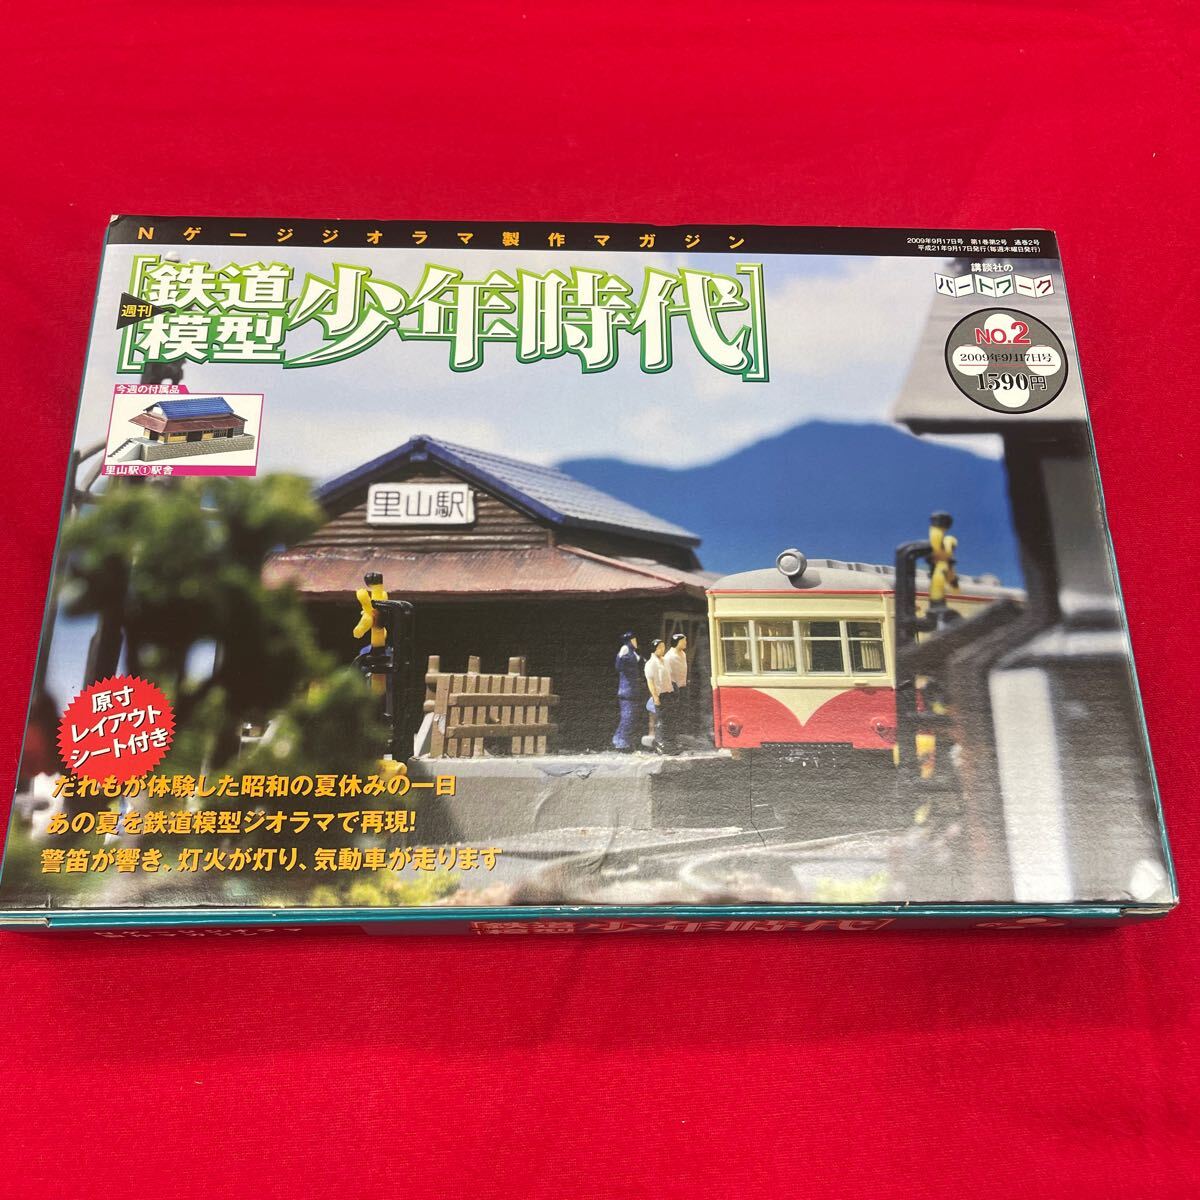 Nゲージジオラマ製作マガジン
2009年9月17日号 第1巻第2号 通巻2号
平成21年9月17日発行(毎週木曜日発行)
講談社の
パートワーク
週刊
鉄道
模型
少年時代
NO.2
2009年9月17日号
1590円
今週の付属品
里山駅①駅舎
里山駅
原寸
レイアウト
シート付き
だれもが体験した昭和の夏休みの一日
あの夏を鉄道模型ジオラマで再現!
警笛が響き、灯火が灯り、気動車が走ります
鉄道
模型
少年時代